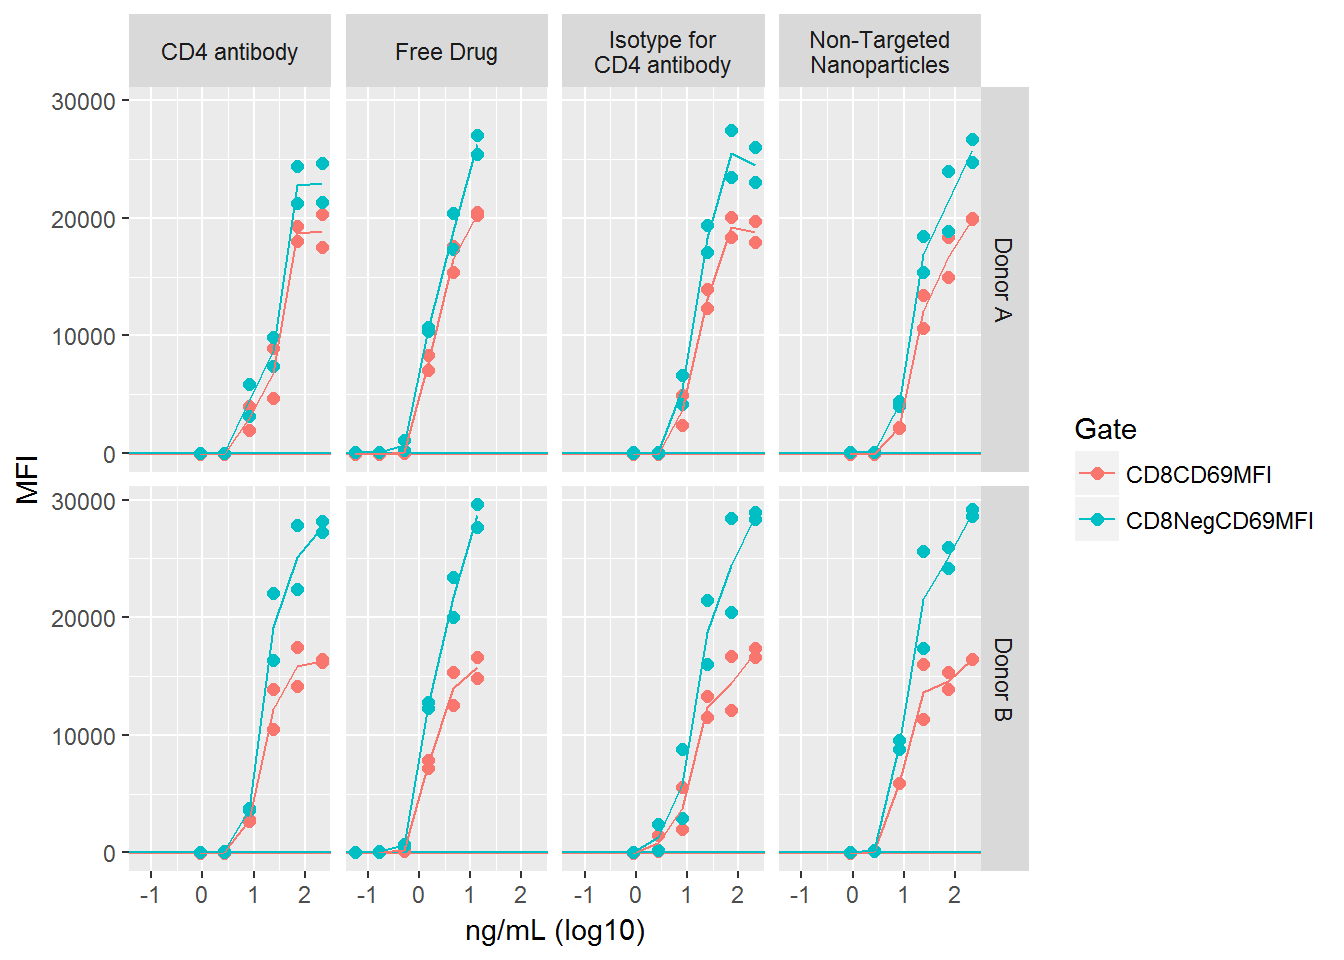 CD4 antibody
Free Drug
Isotype for
CD4 antibody
Non-Targeted
Nanoparticles
30000
20000
10000
0
Donor A
MFI
30000
20000
10000
0
Donor B
-1 0 1 2
-1 0 1 2
-1 0 1 2
-1 0 1 2
ng/mL (log10)
Gate
CD8CD69MFI
CD8NegCD69MFI